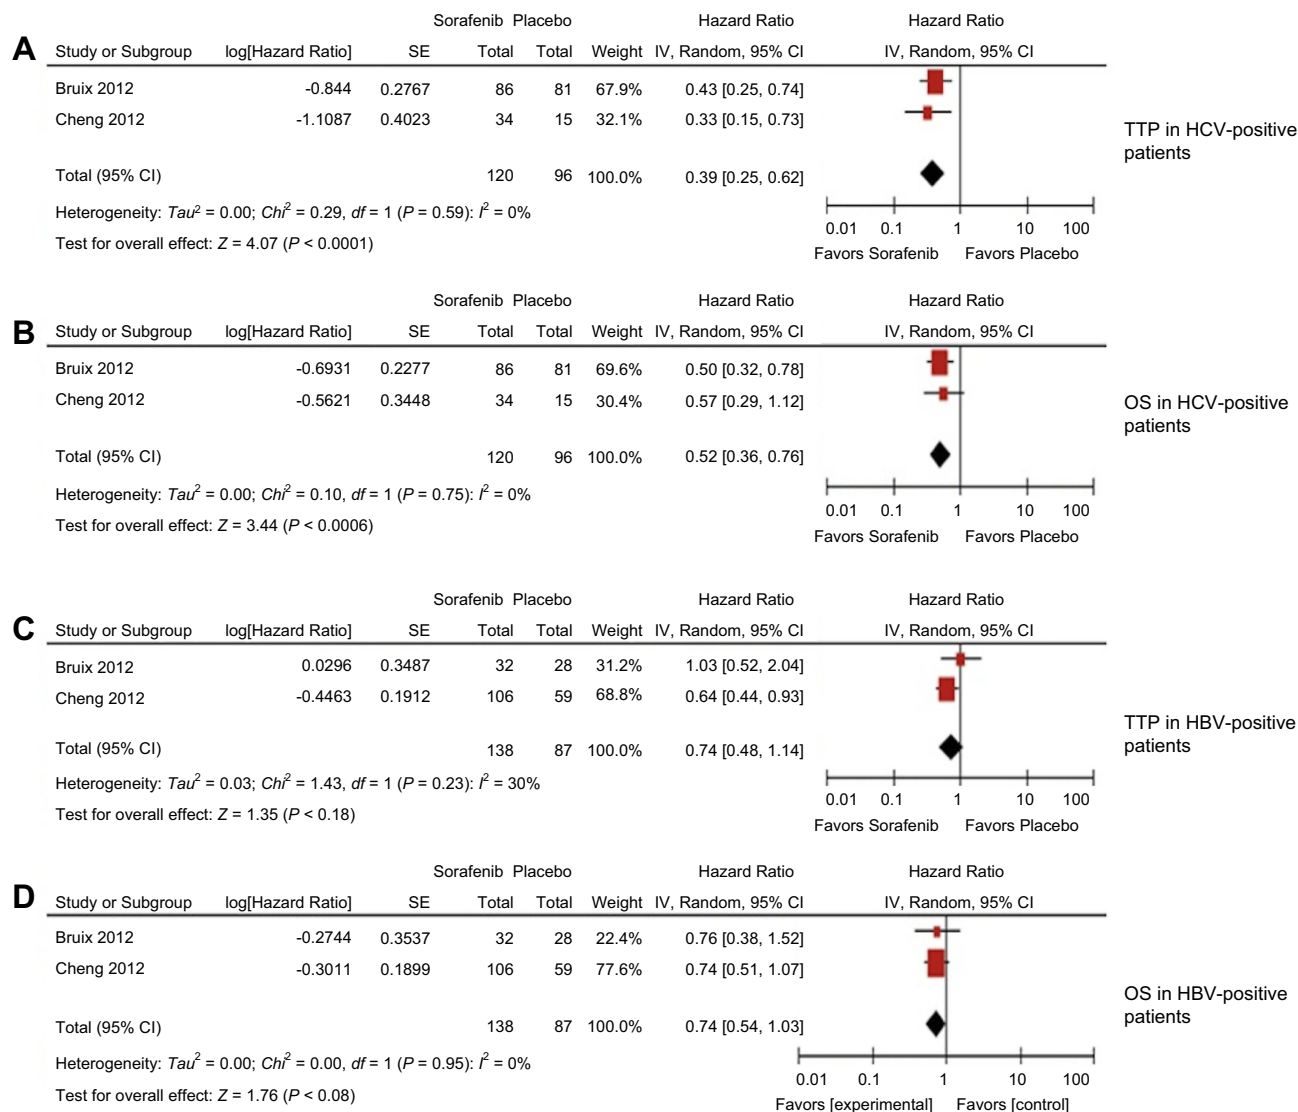 Sorafenib Placebo Hazard Ratio Hazard Ratio
A Study or Subgroup log[Hazard Ratio] SE Total Total Weight IV, Random, 95% CI IV, Random, 95% CI
Bruix 2012 -0.844 0.2767 86 81 67.9% 0.43 [0.25, 0.74]
Cheng 2012 -1.1087 0.4023 34 15 32.1% 0.33 [0.15, 0.73]
TTP in HCV-positive
patients
Total (95% CI) 120 96 100.0% 0.39 [0.25, 0.62]
Heterogeneity: Tau² = 0.00; Chi² = 0.29, df = 1 (P = 0.59): I² = 0%
Test for overall effect: Z = 4.07 (P < 0.0001)
0.01 0.1 1 10 100
Favors Sorafenib Favors Placebo
Sorafenib Placebo Hazard Ratio Hazard Ratio
B Study or Subgroup log[Hazard Ratio] SE Total Total Weight IV, Random, 95% CI IV, Random, 95% CI
Bruix 2012 -0.6931 0.2277 86 81 69.6% 0.50 [0.32, 0.78]
Cheng 2012 -0.5621 0.3448 34 15 30.4% 0.57 [0.29, 1.12]
OS in HCV-positive
patients
Total (95% CI) 120 96 100.0% 0.52 [0.36, 0.76]
Heterogeneity: Tau² = 0.00; Chi² = 0.10, df = 1 (P = 0.75): I² = 0%
Test for overall effect: Z = 3.44 (P < 0.0006)
0.01 0.1 1 10 100
Favors Sorafenib Favors Placebo
Sorafenib Placebo Hazard Ratio Hazard Ratio
C Study or Subgroup log[Hazard Ratio] SE Total Total Weight IV, Random, 95% CI IV, Random, 95% CI
Bruix 2012 0.0296 0.3487 32 28 31.2% 1.03 [0.52, 2.04]
Cheng 2012 -0.4463 0.1912 106 59 68.8% 0.64 [0.44, 0.93]
TTP in HBV-positive
patients
Total (95% CI) 138 87 100.0% 0.74 [0.48, 1.14]
Heterogeneity: Tau² = 0.03; Chi² = 1.43, df = 1 (P = 0.23): I² = 30%
Test for overall effect: Z = 1.35 (P < 0.18)
0.01 0.1 1 10 100
Favors Sorafenib Favors Placebo
Sorafenib Placebo Hazard Ratio Hazard Ratio
D Study or Subgroup log[Hazard Ratio] SE Total Total Weight IV, Random, 95% CI IV, Random, 95% CI
Bruix 2012 -0.2744 0.3537 32 28 22.4% 0.76 [0.38, 1.52]
Cheng 2012 -0.3011 0.1899 106 59 77.6% 0.74 [0.51, 1.07]
OS in HBV-positive
patients
Total (95% CI) 138 87 100.0% 0.74 [0.54, 1.03]
Heterogeneity: Tau² = 0.00; Chi² = 0.00, df = 1 (P = 0.95): I² = 0%
Test for overall effect: Z = 1.76 (P < 0.08)
0.01 0.1 1 10 100
Favors [experimental] Favors [control]